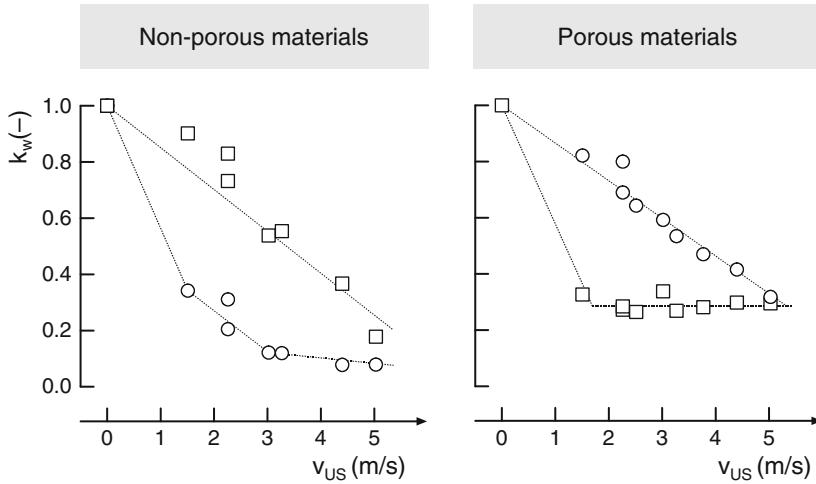 Non-porous materials
Porous materials
k_w (–)
1.0
0.8
0.6
0.4
0.2
0.0
0 1 2 3 4 5
v_US (m/s)
0 1 2 3 4 5
v_US (m/s)